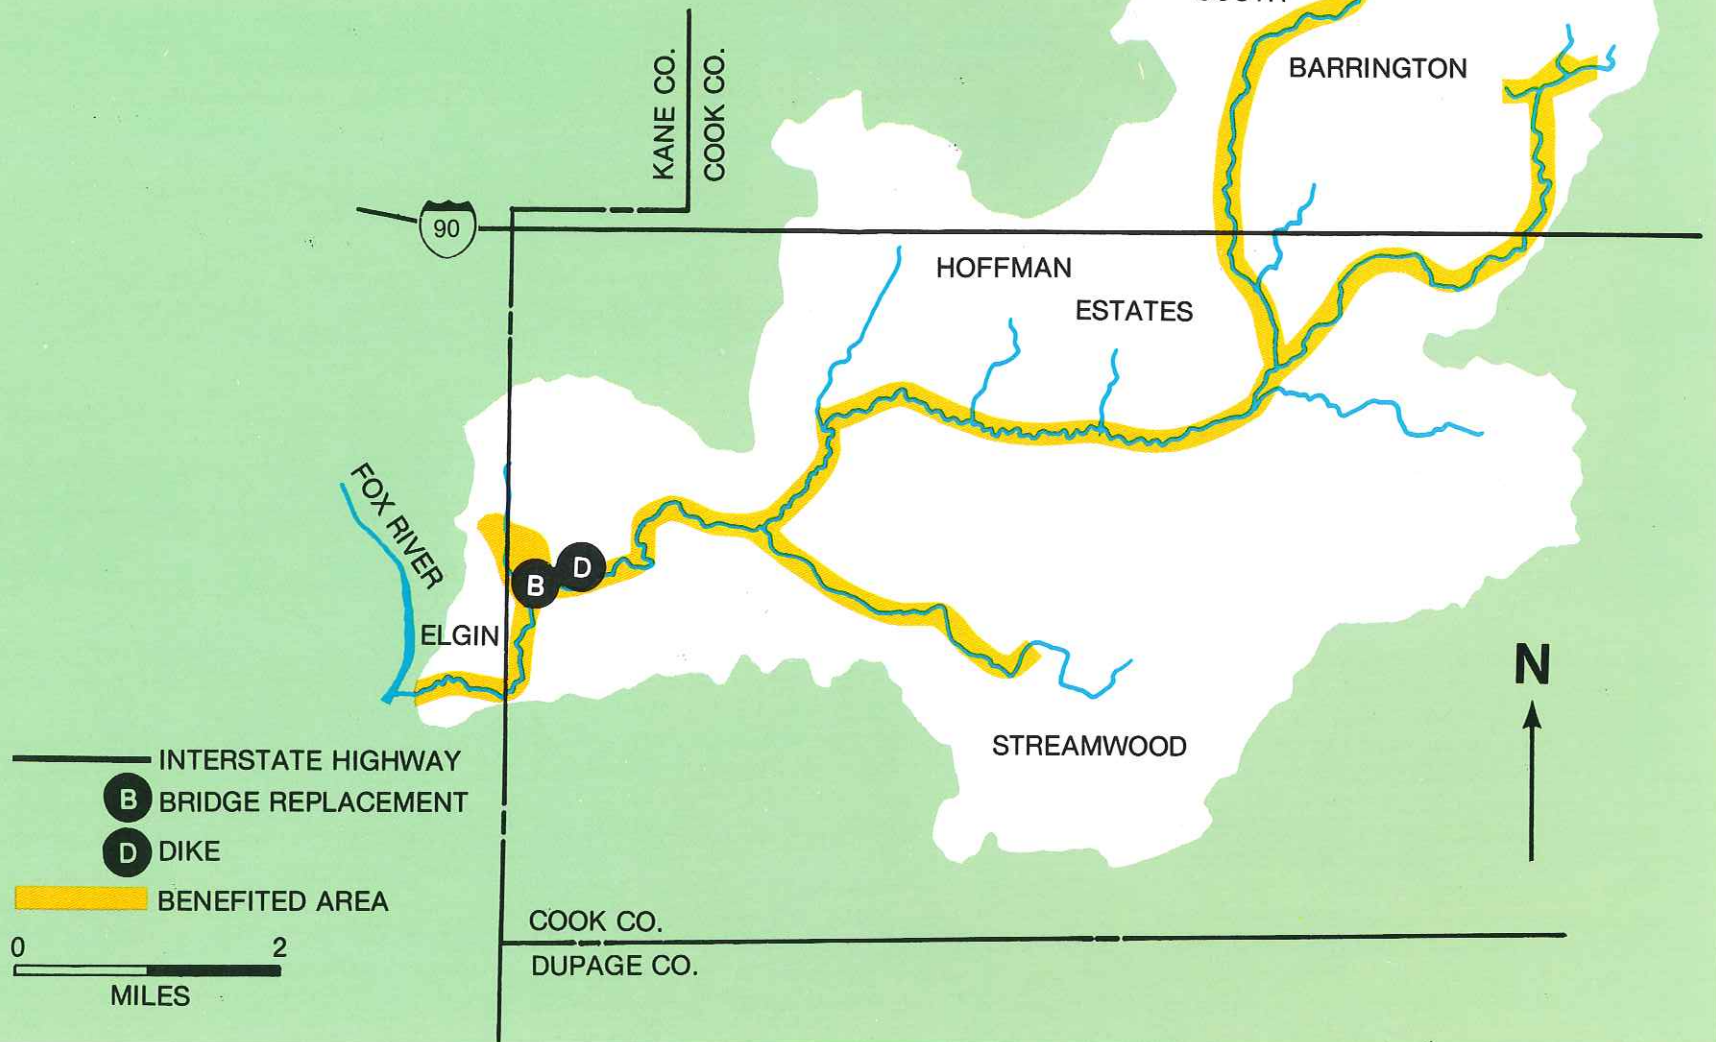 BARRINGTON
KANE CO.
COOK CO.
90
HOFFMAN
ESTATES
FOX RIVER
B
D
ELGIN
N
STREAMWOOD
INTERSTATE HIGHWAY
B BRIDGE REPLACEMENT
D DIKE
BENEFITED AREA
0 2
MILES
COOK CO.
DUPAGE CO.